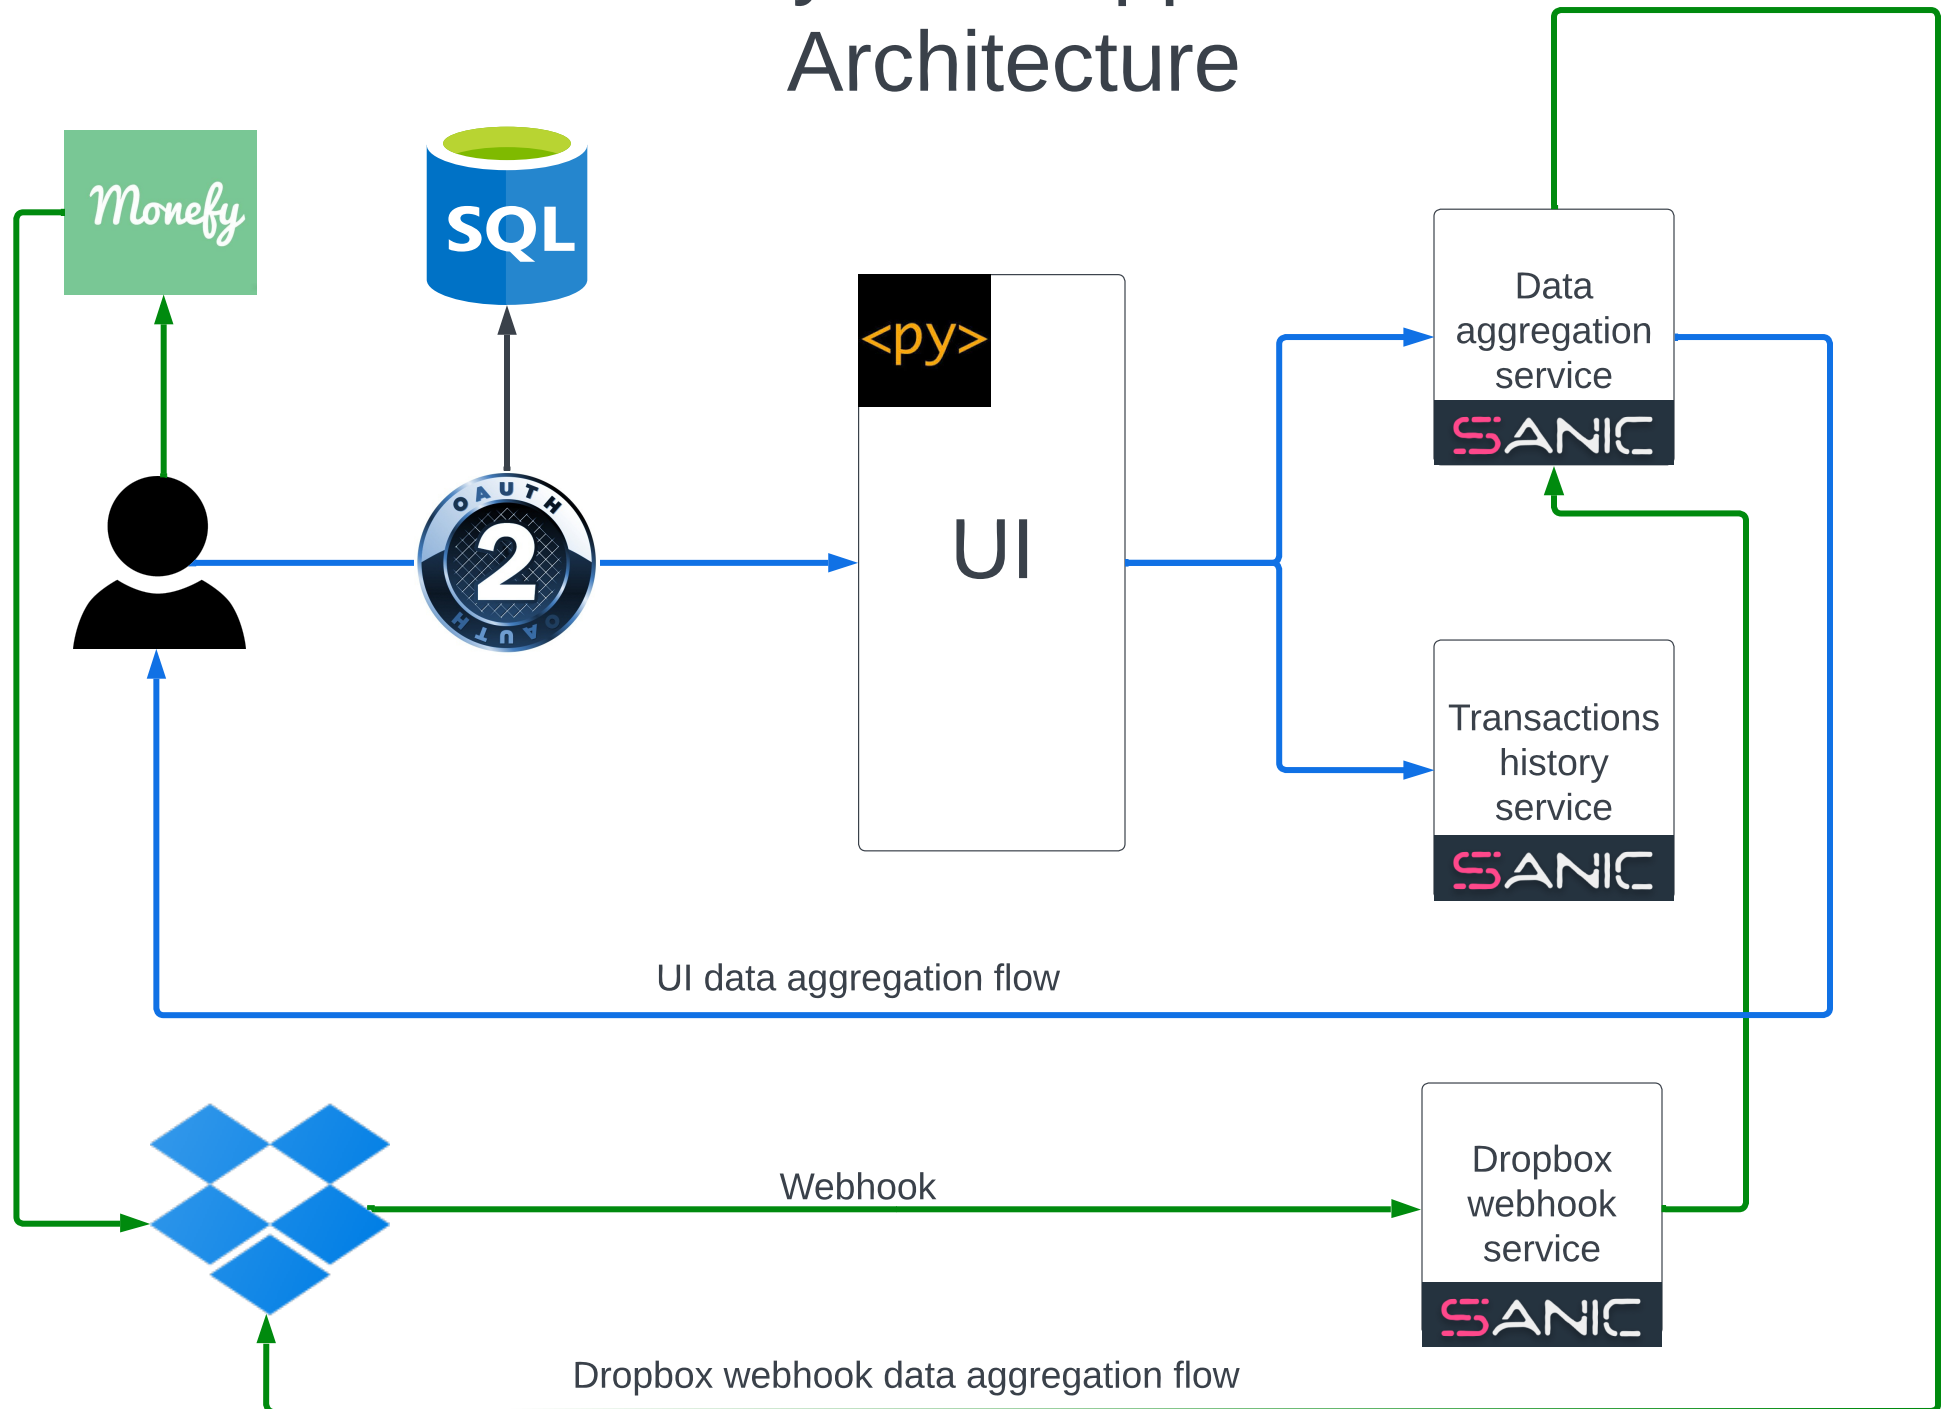 Architecture
Monefy
SQL
<py>
Data
aggregation
service
SANIC
OAUTH
2
OAUTH
UI
Transactions
history
service
SANIC
UI data aggregation flow
Webhook
Dropbox
webhook
service
SANIC
Dropbox webhook data aggregation flow